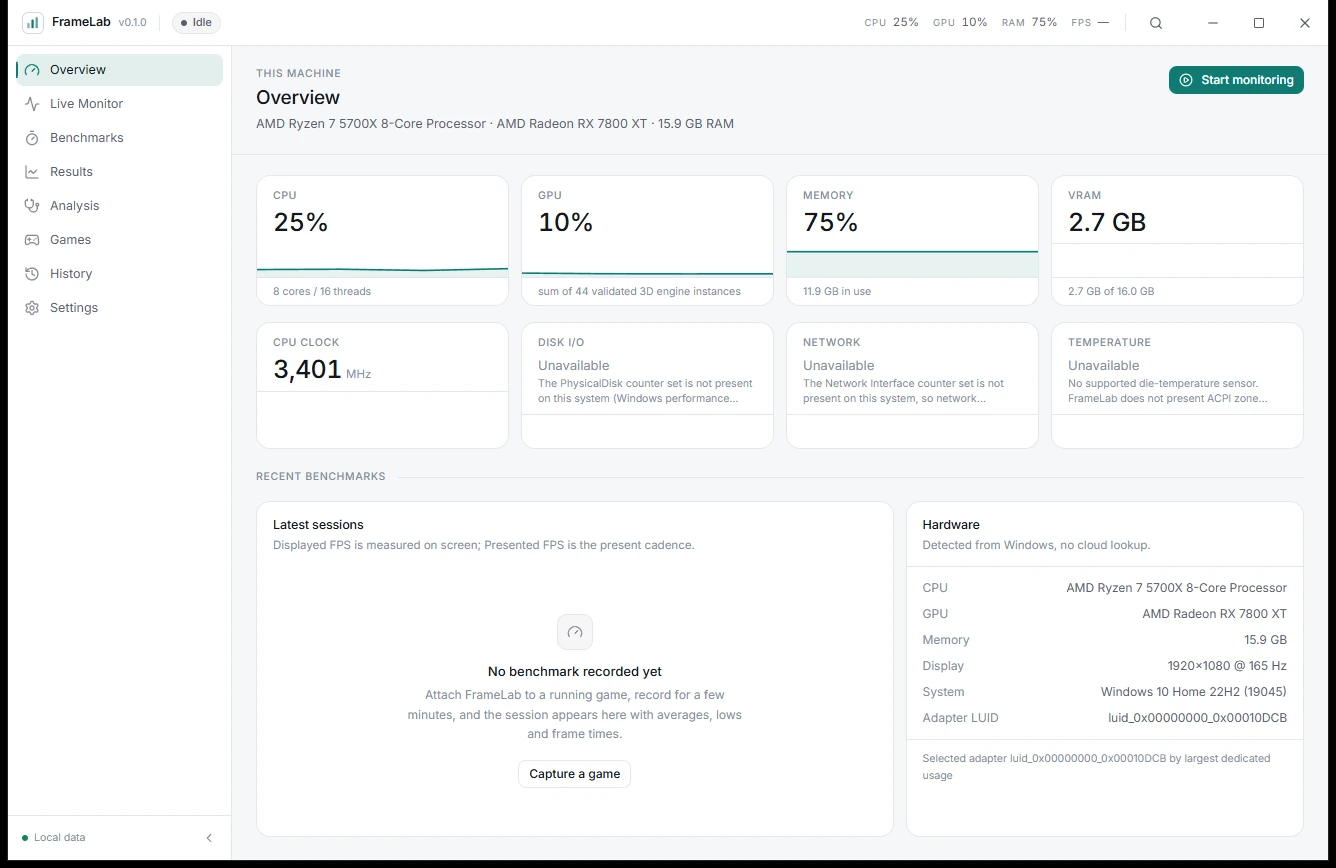 FrameLab v0.1.0 Idle CPU 25% GPU 10% RAM 75% FPS —
Overview
Live Monitor
Benchmarks
Results
Analysis
Games
History
Settings
Local data
THIS MACHINE
Overview
AMD Ryzen 7 5700X 8-Core Processor · AMD Radeon RX 7800 XT · 15.9 GB RAM
Start monitoring
CPU
25%
8 cores / 16 threads
GPU
10%
sum of 44 validated 3D engine instances
MEMORY
75%
11.9 GB in use
VRAM
2.7 GB
2.7 GB of 16.0 GB
CPU CLOCK
3,401 MHz
DISK I/O
Unavailable
The PhysicalDisk counter set is not present
on this system (Windows performance...
NETWORK
Unavailable
The Network Interface counter set is not
present on this system, so network...
TEMPERATURE
Unavailable
No supported die-temperature sensor.
FrameLab does not present ACPI zone...
RECENT BENCHMARKS
Latest sessions
Displayed FPS is measured on screen; Presented FPS is the present cadence.
No benchmark recorded yet
Attach FrameLab to a running game, record for a few
minutes, and the session appears here with averages, lows
and frame times.
Capture a game
Hardware
Detected from Windows, no cloud lookup.
CPU AMD Ryzen 7 5700X 8-Core Processor
GPU AMD Radeon RX 7800 XT
Memory 15.9 GB
Display 1920×1080 @ 165 Hz
System Windows 10 Home 22H2 (19045)
Adapter LUID luid_0x00000000_0x00010DCB
Selected adapter luid_0x00000000_0x00010DCB by largest dedicated
usage